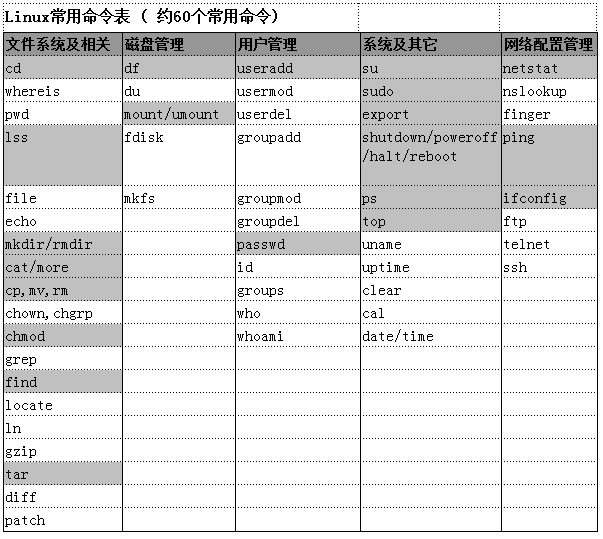 Linux常用命令表 ( 约60个常用命令)
文件系统及相关 磁盘管理 用户管理 系统及其它 网络配置管理
cd df useradd su netstat
whereis du usermod sudo nslookup
pwd mount/umount userdel export finger
lss fdisk groupadd shutdown/poweroff ping
/halt/reboot
file mkfs groupmod ps ifconfig
echo groupdel top ftp
mkdir/rmdir passwd uname telnet
cat/more id uptime ssh
cp,mv,rm groups clear
chown,chgrp who cal
chmod whoami date/time
grep
find
locate
ln
gzip
tar
diff
patch